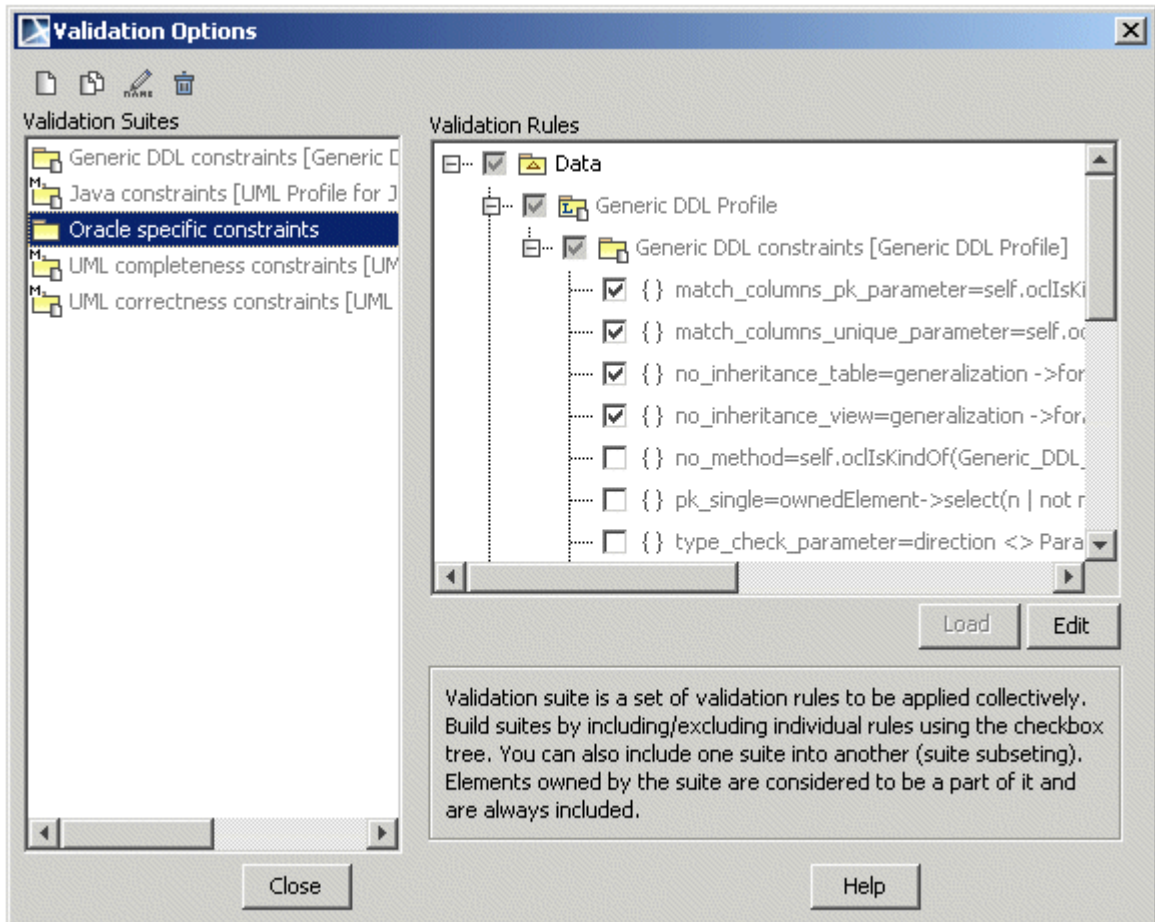 Validation Options
NAME
Validation Suites
Generic DDL constraints [Generic D
Java constraints [UML Profile for J
Oracle specific constraints
UML completeness constraints [UM
UML correctness constraints [UML
Validation Rules
Data
Generic DDL Profile
Generic DDL constraints [Generic DDL Profile]
{} match_columns_pk_parameter=self.oclIsKi
{} match_columns_unique_parameter=self.oc
{} no_inheritance_table=generalization ->for
{} no_inheritance_view=generalization ->forA
{} no_method=self.oclIsKindOf(Generic_DDL_
{} pk_single=ownedElement->select(n | not r
{} type_check_parameter=direction <> Para
Load
Edit
Validation suite is a set of validation rules to be applied collectively.
Build suites by including/excluding individual rules using the checkbox
tree. You can also include one suite into another (suite subseting).
Elements owned by the suite are considered to be a part of it and
are always included.
Close
Help